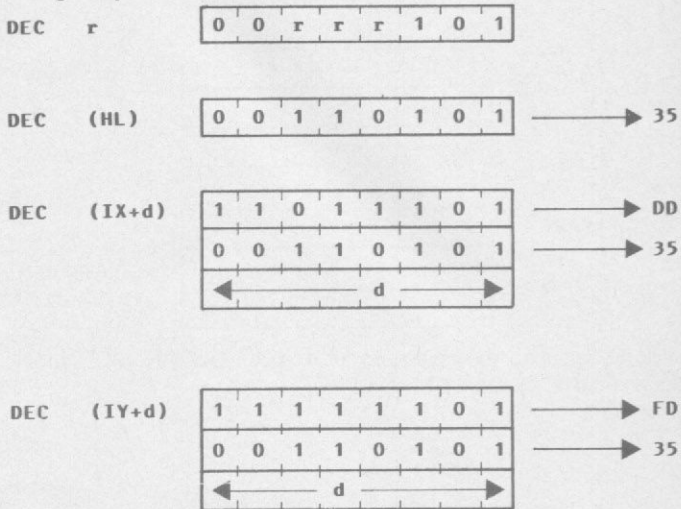 DEC r 0 0 r r r 1 0 1
DEC (HL) 0 0 1 1 0 1 0 1 35
DEC (IX+d) 1 1 0 1 1 1 0 1 DD
0 0 1 1 0 1 0 1 35
d
DEC (IY+d) 1 1 1 1 1 1 0 1 FD
0 0 1 1 0 1 0 1 35
d